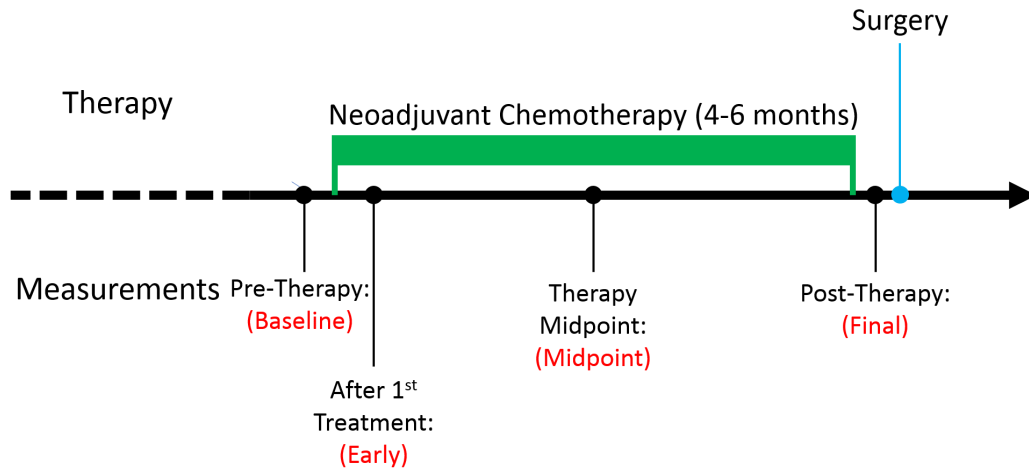 Surgery
Therapy
Neoadjuvant Chemotherapy (4-6 months)
Measurements
Pre-Therapy:
(Baseline)
After 1st
Treatment:
(Early)
Therapy
Midpoint:
(Midpoint)
Post-Therapy:
(Final)